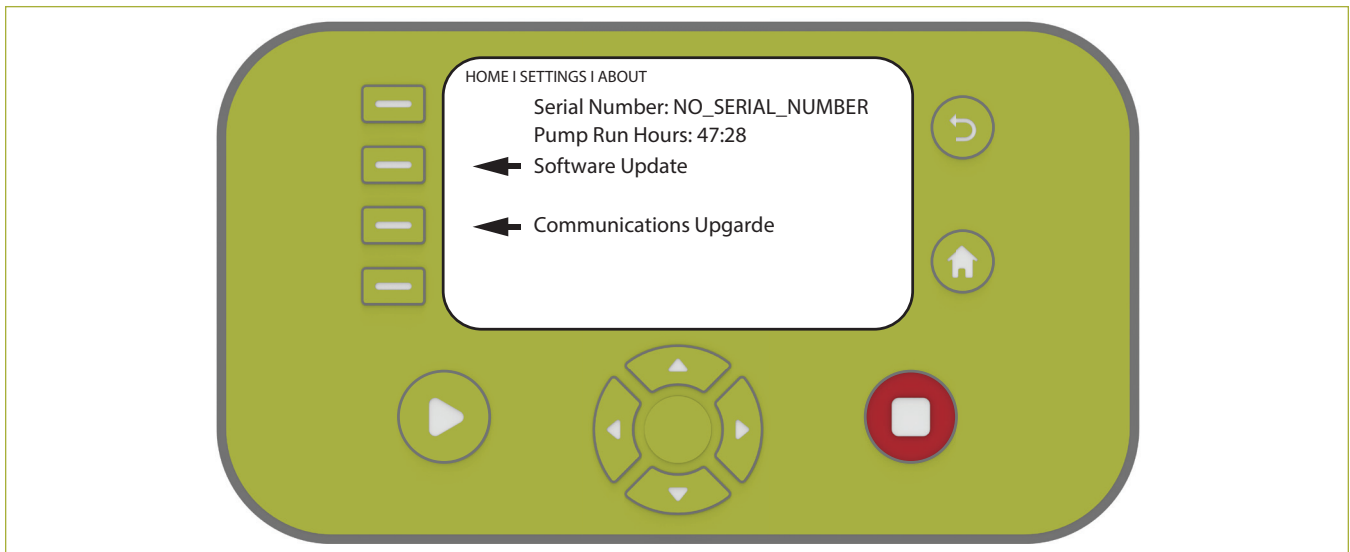 HOME I SETTINGS I ABOUT
Serial Number: NO_SERIAL_NUMBER
Pump Run Hours: 47:28
Software Update
Communications Upgarde